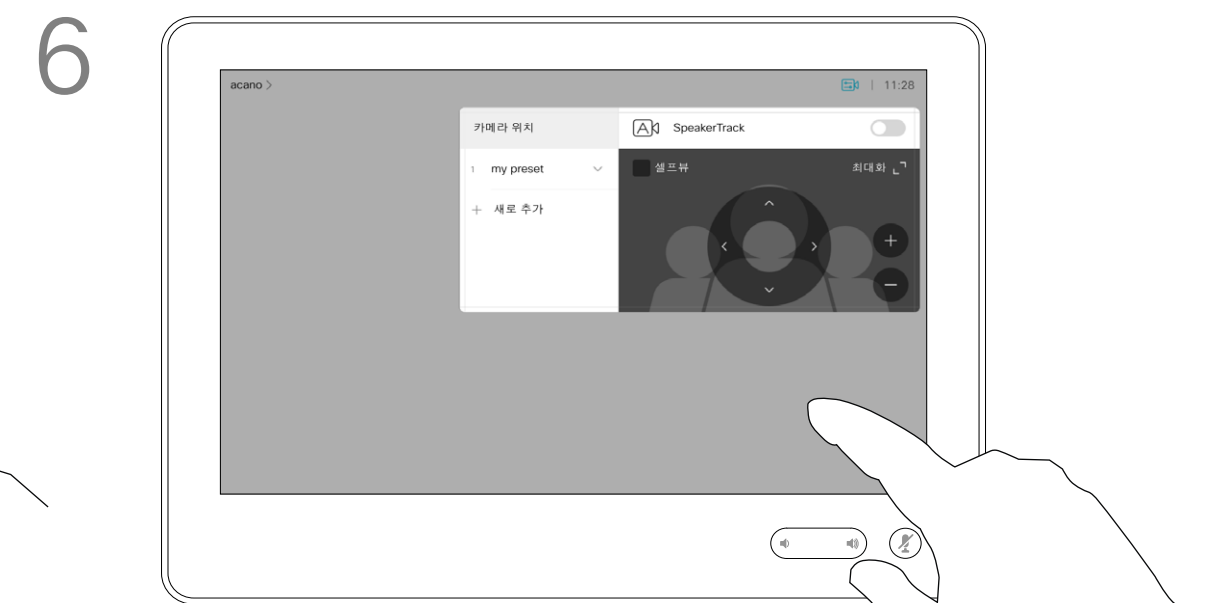 6
acano >
11:28
카메라 위치
SpeakerTrack
1 my preset
셀프뷰
최대화
+ 새로 추가